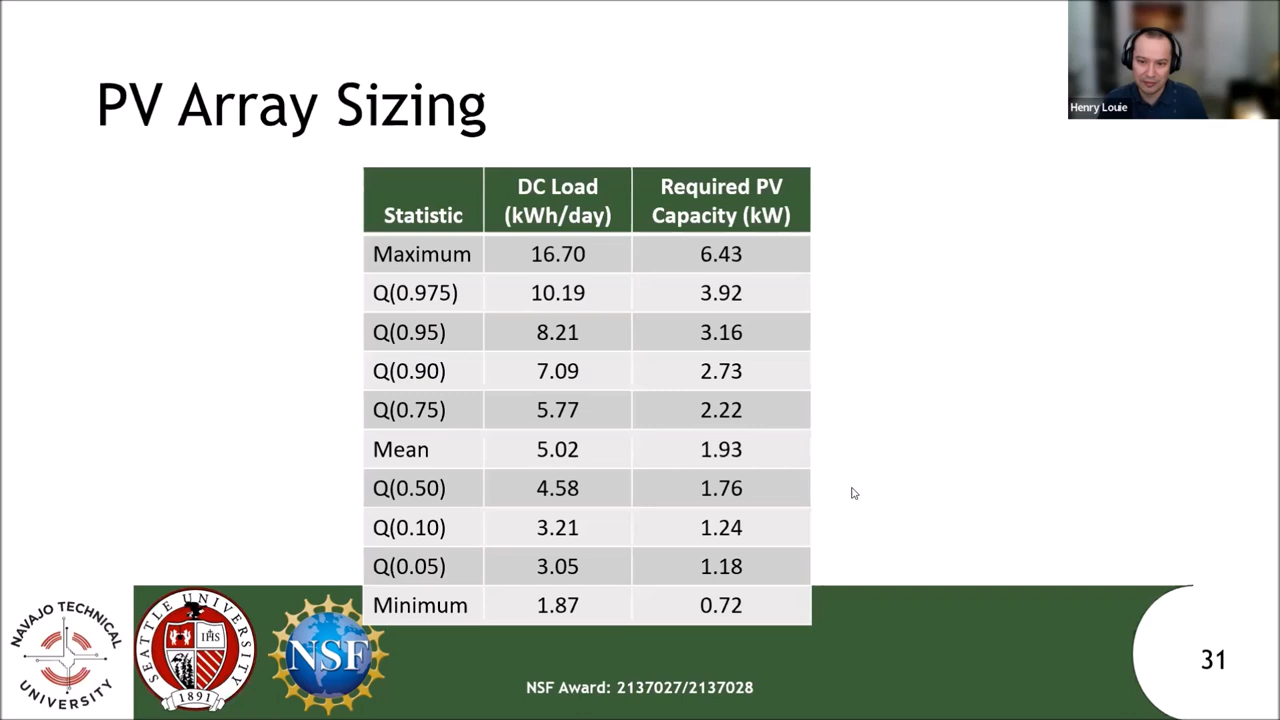 PV Array Sizing
Henry Louie
Statistic DC Load (kWh/day) Required PV Capacity (kW)
Maximum 16.70 6.43
Q(0.975) 10.19 3.92
Q(0.95) 8.21 3.16
Q(0.90) 7.09 2.73
Q(0.75) 5.77 2.22
Mean 5.02 1.93
Q(0.50) 4.58 1.76
Q(0.10) 3.21 1.24
Q(0.05) 3.05 1.18
Minimum 1.87 0.72
NAVAJO TECHNICAL UNIVERSITY
SEATTLE UNIVERSITY
IHS
1891
NSF
NSF Award: 2137027/2137028
31